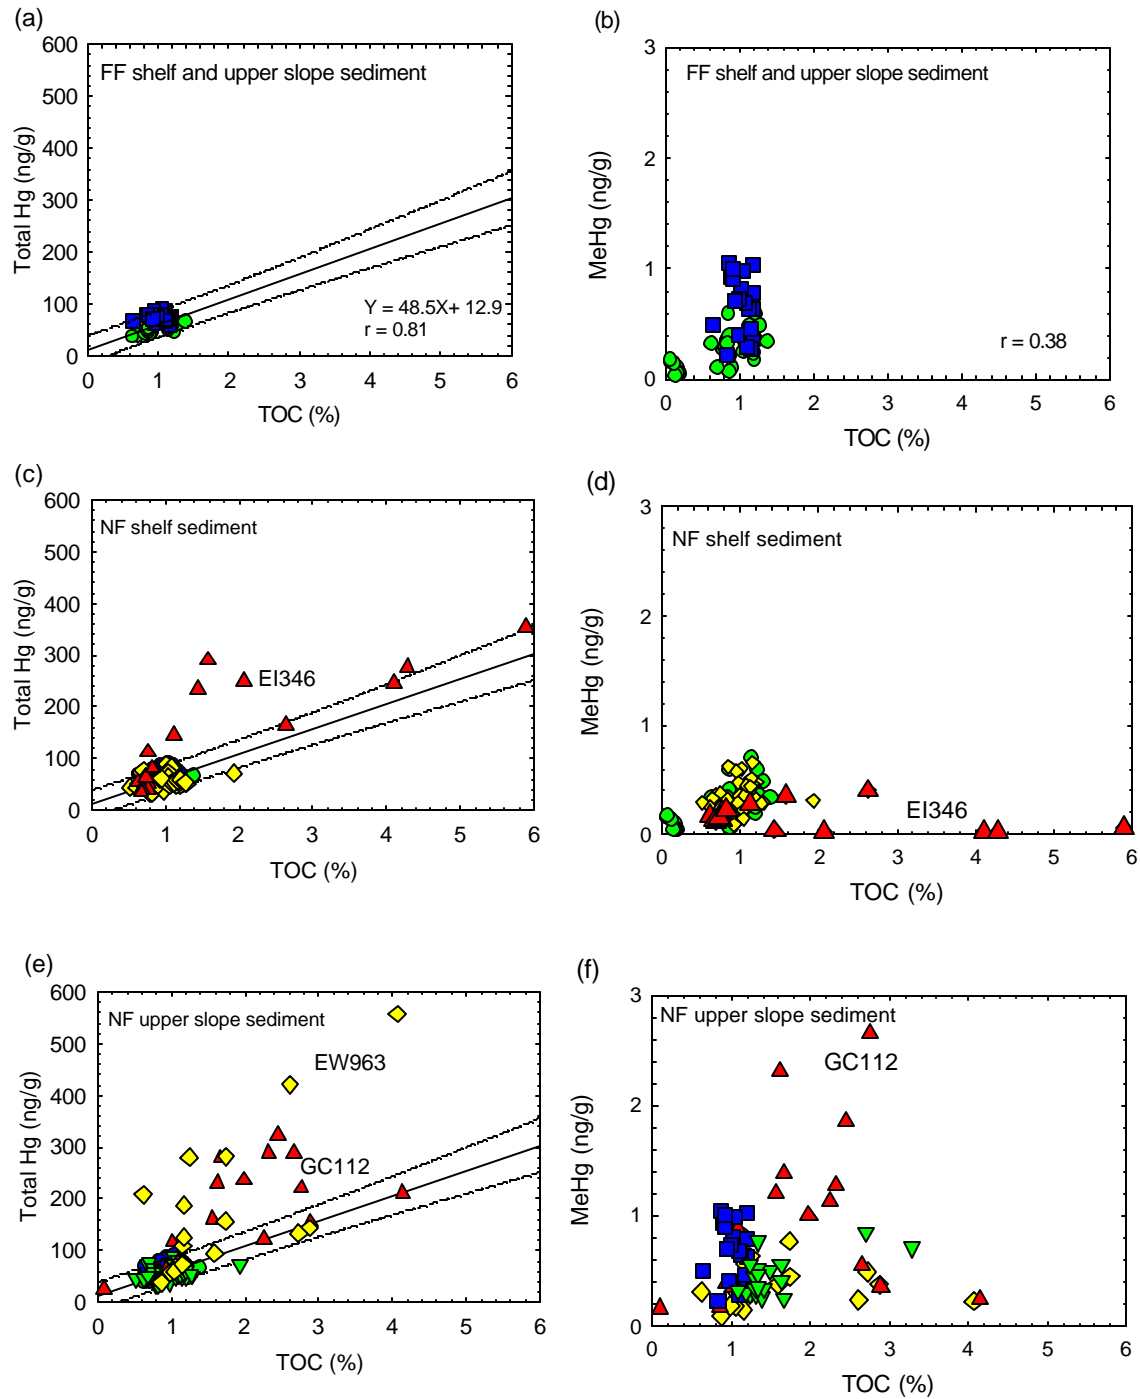 (a)
600
500
400
300
200
100
0
Total Hg (ng/g)
FF shelf and upper slope sediment
Y = 48.5X+ 12.9
r = 0.81
0 1 2 3 4 5 6
TOC (%)
(b)
3
2
1
0
MeHg (ng/g)
FF shelf and upper slope sediment
r = 0.38
0 1 2 3 4 5 6
TOC (%)
(c)
600
500
400
300
200
100
0
Total Hg (ng/g)
NF shelf sediment
EI346
0 1 2 3 4 5 6
TOC (%)
(d)
3
2
1
0
MeHg (ng/g)
NF shelf sediment
EI346
0 1 2 3 4 5 6
TOC (%)
(e)
600
500
400
300
200
100
0
Total Hg (ng/g)
NF upper slope sediment
EW963
GC112
0 1 2 3 4 5 6
TOC (%)
(f)
3
2
1
0
MeHg (ng/g)
NF upper slope sediment
GC112
0 1 2 3 4 5 6
TOC (%)